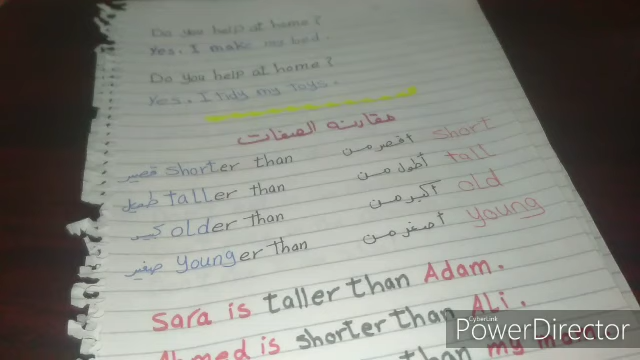 Do you help at home?
Yes. I make my bed.
Do you help at home?
Yes. I tidy my toys.
مقارنة الصفات
قصير shorter than أقصر من short
طويل taller than أطول من tall
كبير older than أكبر من old
صغير younger than أصغر من young
Sara is taller than Adam.
Ahmed is shorter than Ali.
than my
CyberLink
PowerDirector